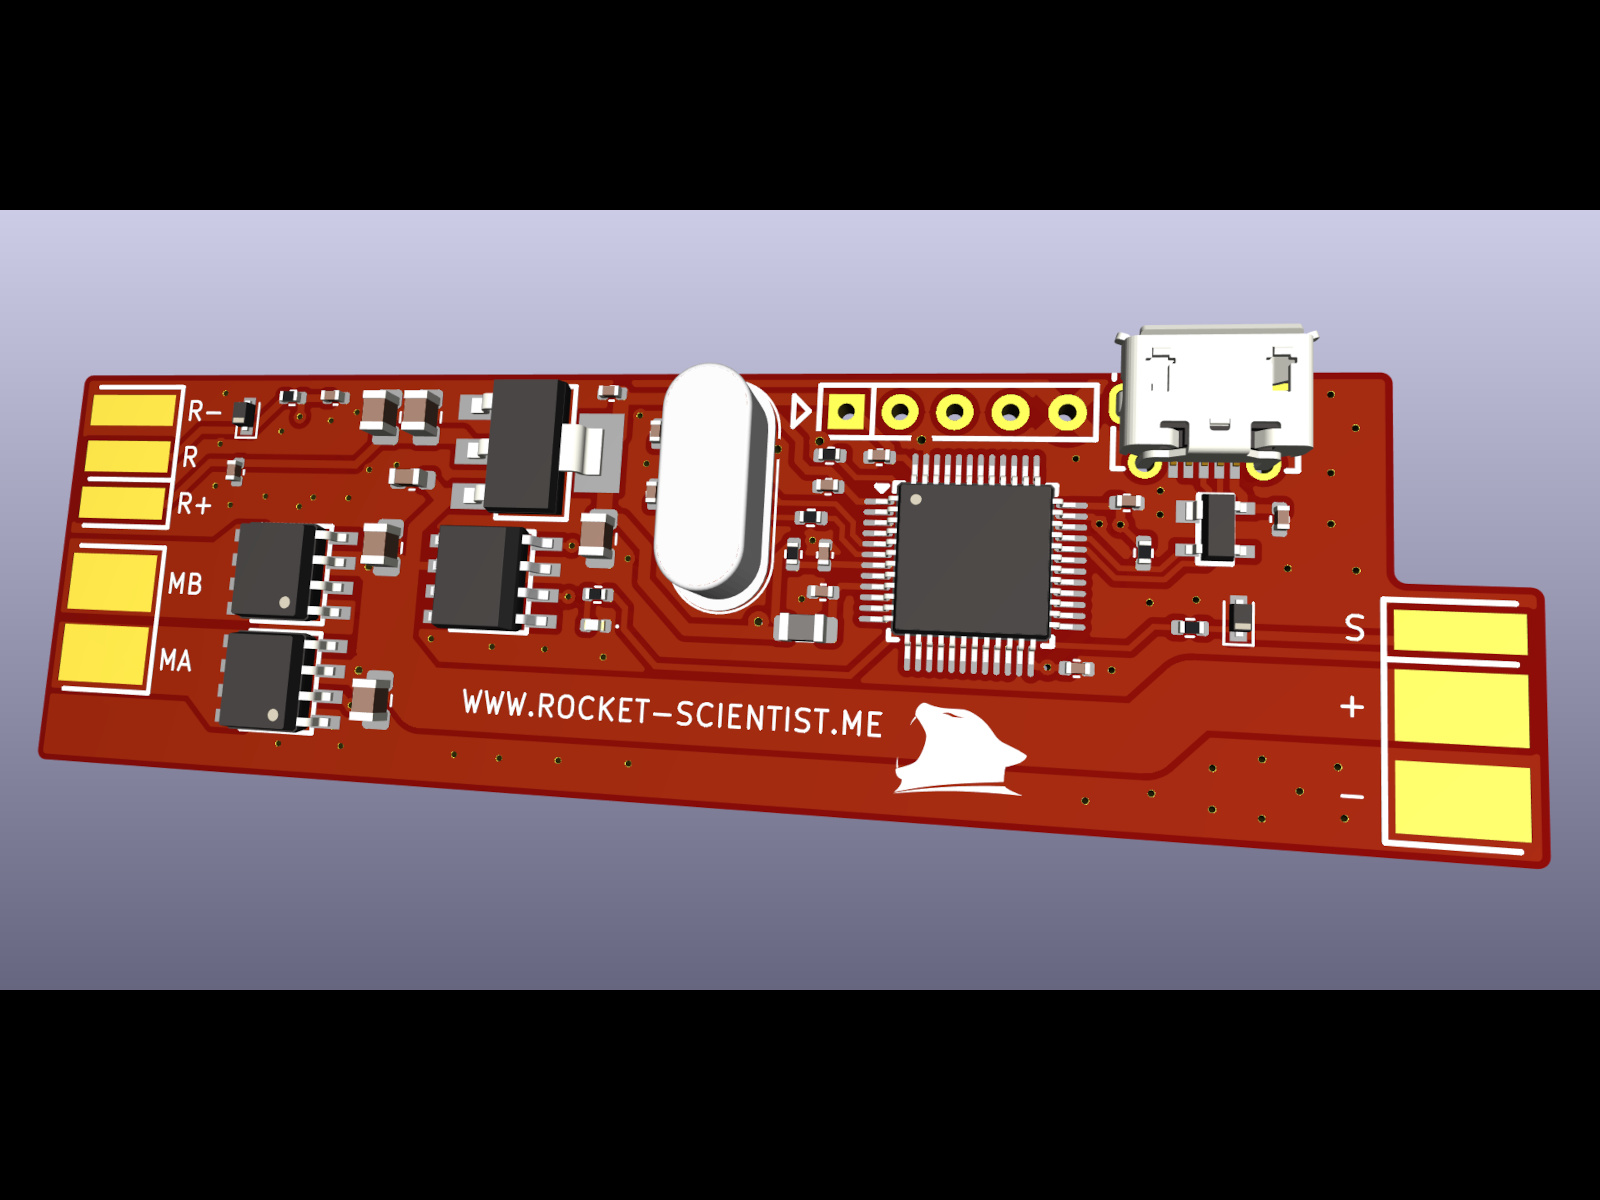 R-
R
R+
MB
MA
WWW.ROCKET-SCIENTIST.ME
S
+
-